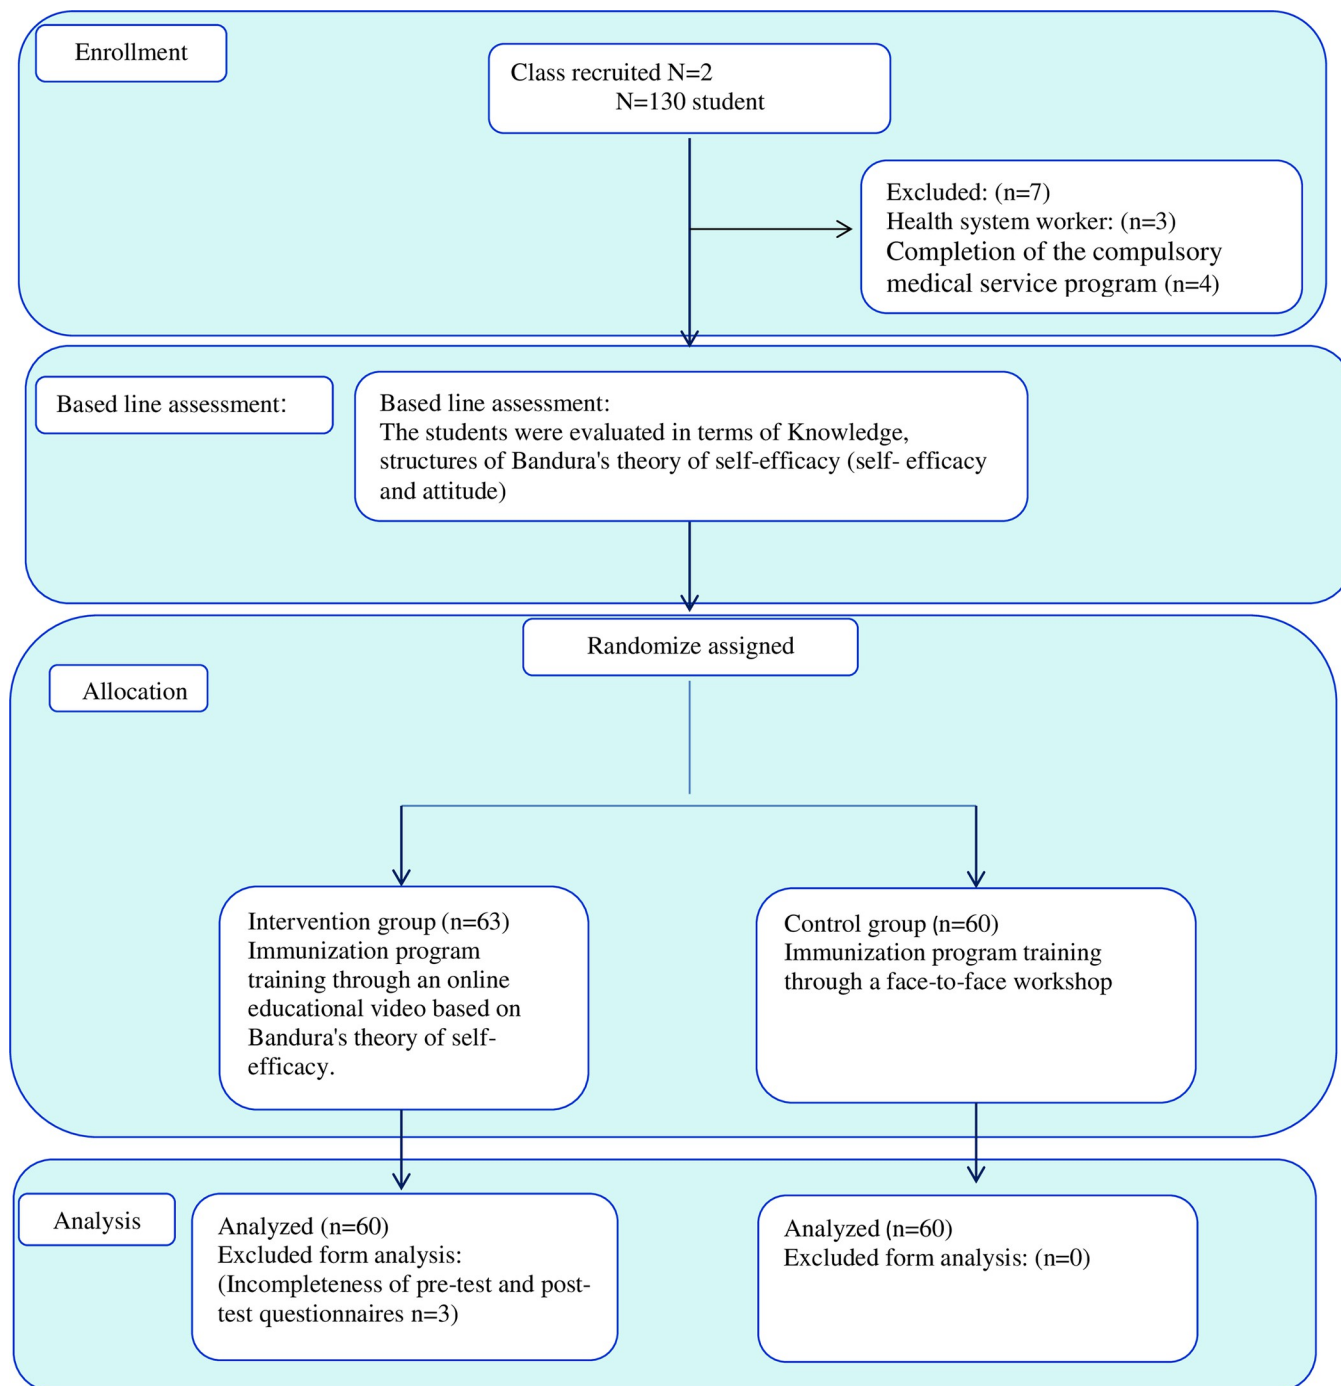 Enrollment
Class recruited N=2
N=130 student
Excluded: (n=7)
Health system worker: (n=3)
Completion of the compulsory
medical service program (n=4)
Based line assessment:
Based line assessment:
The students were evaluated in terms of Knowledge,
structures of Bandura's theory of self-efficacy (self- efficacy
and attitude)
Randomize assigned
Allocation
Intervention group (n=63)
Immunization program
training through an online
educational video based on
Bandura's theory of self-
efficacy.
Control group (n=60)
Immunization program training
through a face-to-face workshop
Analysis
Analyzed (n=60)
Excluded form analysis:
(Incompleteness of pre-test and post-
test questionnaires n=3)
Analyzed (n=60)
Excluded form analysis: (n=0)